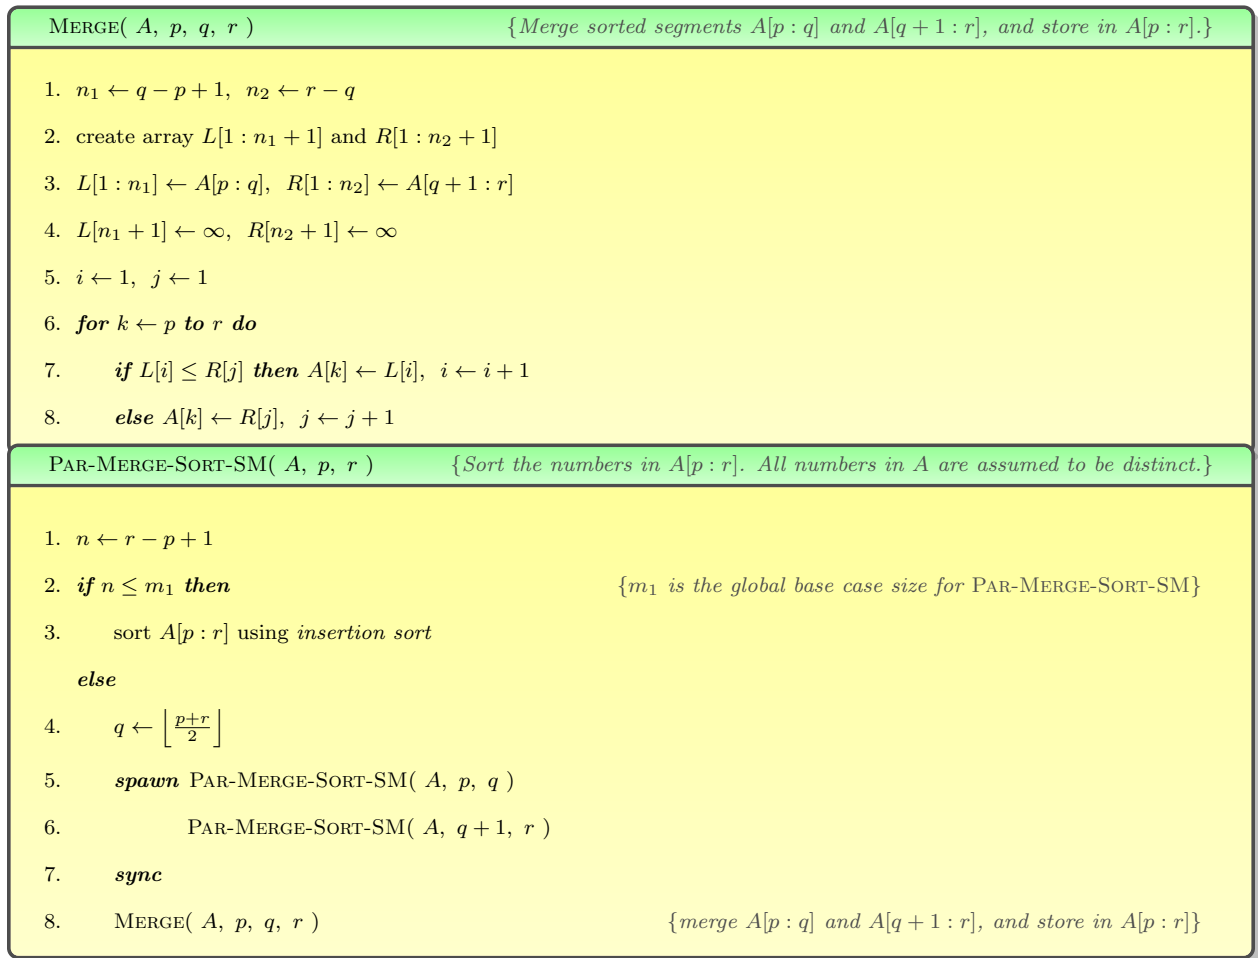 MERGE( A, p, q, r ) {Merge sorted segments A[p : q] and A[q + 1 : r], and store in A[p : r].}
1. n₁ ← q − p + 1, n₂ ← r − q
2. create array L[1 : n₁ + 1] and R[1 : n₂ + 1]
3. L[1 : n₁] ← A[p : q], R[1 : n₂] ← A[q + 1 : r]
4. L[n₁ + 1] ← ∞, R[n₂ + 1] ← ∞
5. i ← 1, j ← 1
6. for k ← p to r do
7. if L[i] ≤ R[j] then A[k] ← L[i], i ← i + 1
8. else A[k] ← R[j], j ← j + 1
PAR-MERGE-SORT-SM( A, p, r ) {Sort the numbers in A[p : r]. All numbers in A are assumed to be distinct.}
1. n ← r − p + 1
2. if n ≤ m₁ then {m₁ is the global base case size for PAR-MERGE-SORT-SM}
3. sort A[p : r] using insertion sort
else
4. q ← ⌊(p+r)/2⌋
5. spawn PAR-MERGE-SORT-SM( A, p, q )
6. PAR-MERGE-SORT-SM( A, q + 1, r )
7. sync
8. MERGE( A, p, q, r ) {merge A[p : q] and A[q + 1 : r], and store in A[p : r]}